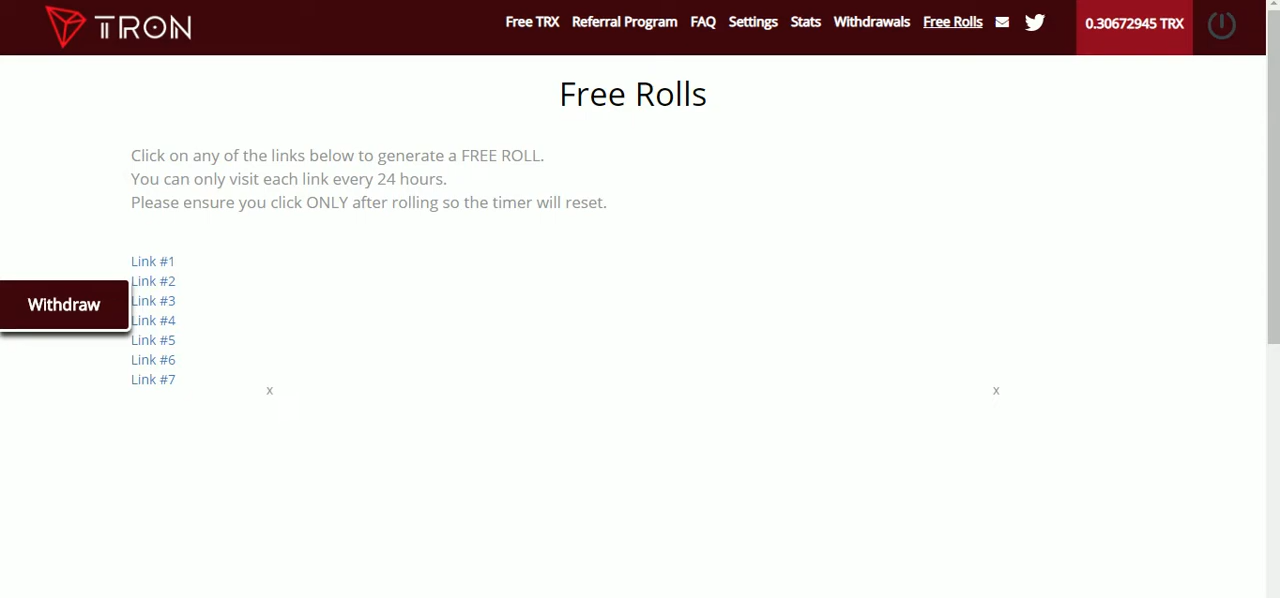 TRON
Free TRX Referral Program FAQ Settings Stats Withdrawals Free Rolls 0.30672945 TRX
Free Rolls
Click on any of the links below to generate a FREE ROLL.
You can only visit each link every 24 hours.
Please ensure you click ONLY after rolling so the timer will reset.
Link #1
Link #2
Withdraw
Link #3
Link #4
Link #5
Link #6
Link #7
x x